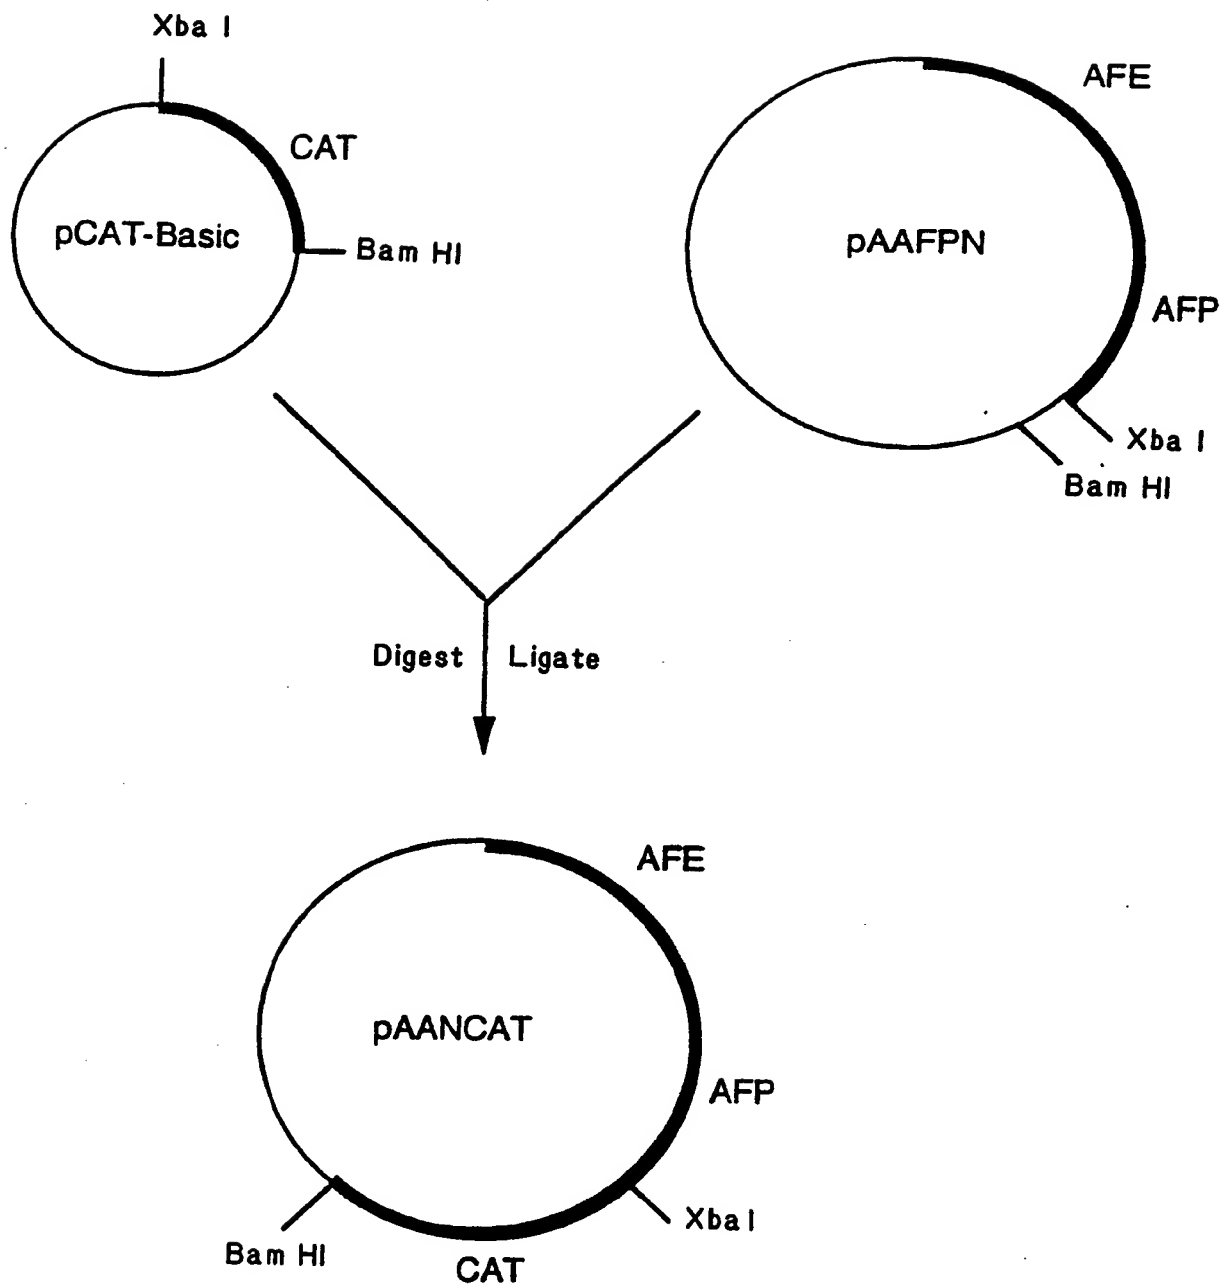 Xba I
CAT
pCAT-Basic
Bam HI
AFE
pAAFPN
AFP
Xba I
Bam HI
Digest
Ligate
AFE
pAANCAT
AFP
Xba I
Bam HI
CAT